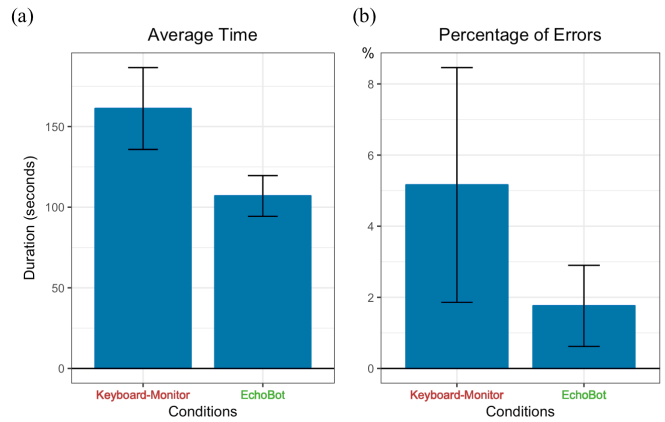 (a)
Average Time
Duration (seconds)
150
100
50
0
Keyboard-Monitor EchoBot
Conditions
(b)
Percentage of Errors
%
8
6
4
2
0
Keyboard-Monitor EchoBot
Conditions